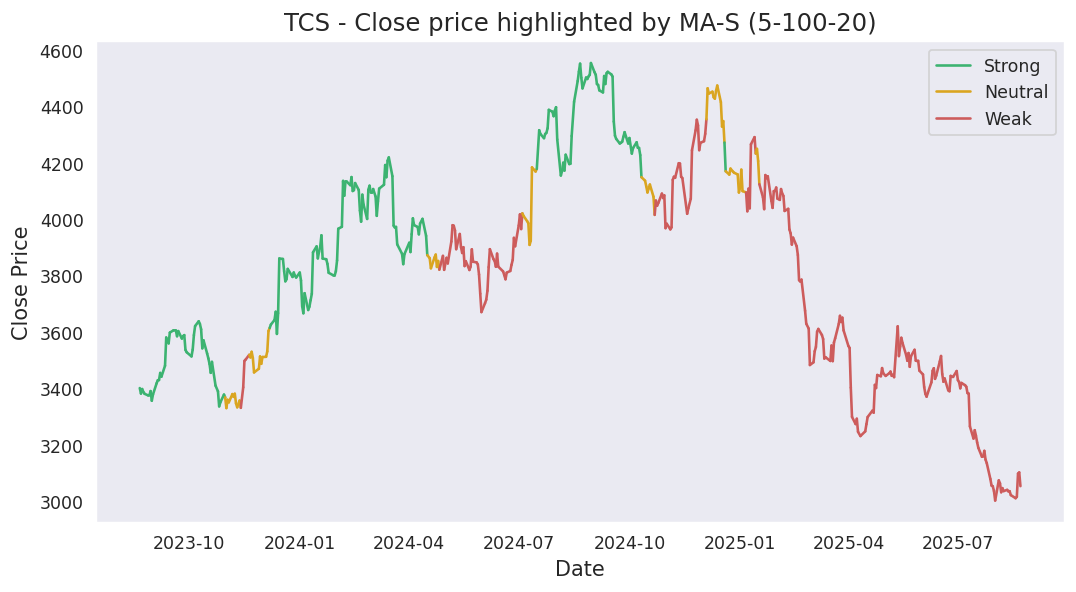 TCS - Close price highlighted by MA-S (5-100-20)
Strong
Neutral
Weak
Close Price
4600
4400
4200
4000
3800
3600
3400
3200
3000
2023-10 2024-01 2024-04 2024-07 2024-10 2025-01 2025-04 2025-07
Date